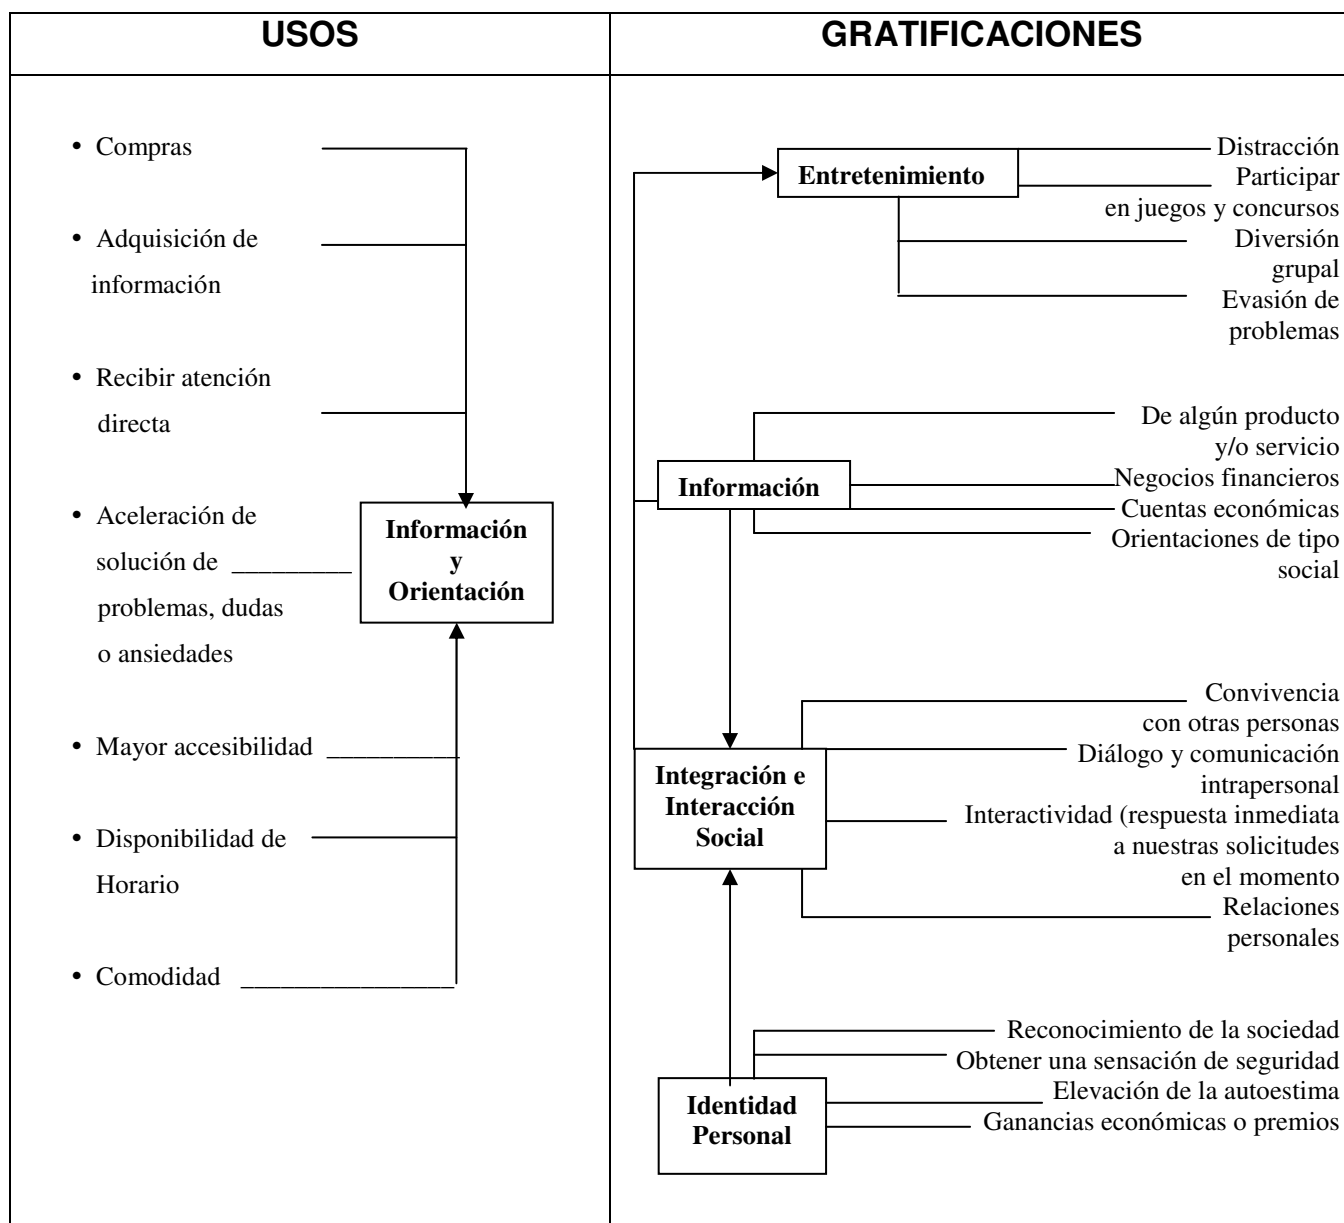 USOS
GRATIFICACIONES
• Compras
• Adquisición de
información
• Recibir atención
directa
• Aceleración de
solución de _________
problemas, dudas
o ansiedades
Información
y
Orientación
• Mayor accesibilidad __________
• Disponibilidad de
Horario
• Comodidad ________________
Entretenimiento
Distracción
Participar
en juegos y concursos
Diversión
grupal
Evasión de
problemas
Información
De algún producto
y/o servicio
Negocios financieros
Cuentas económicas
Orientaciones de tipo
social
Integración e
Interacción
Social
Convivencia
con otras personas
Diálogo y comunicación
intrapersonal
Interactividad (respuesta inmediata
a nuestras solicitudes
en el momento
Relaciones
personales
Identidad
Personal
Reconocimiento de la sociedad
Obtener una sensación de seguridad
Elevación de la autoestima
Ganancias económicas o premios